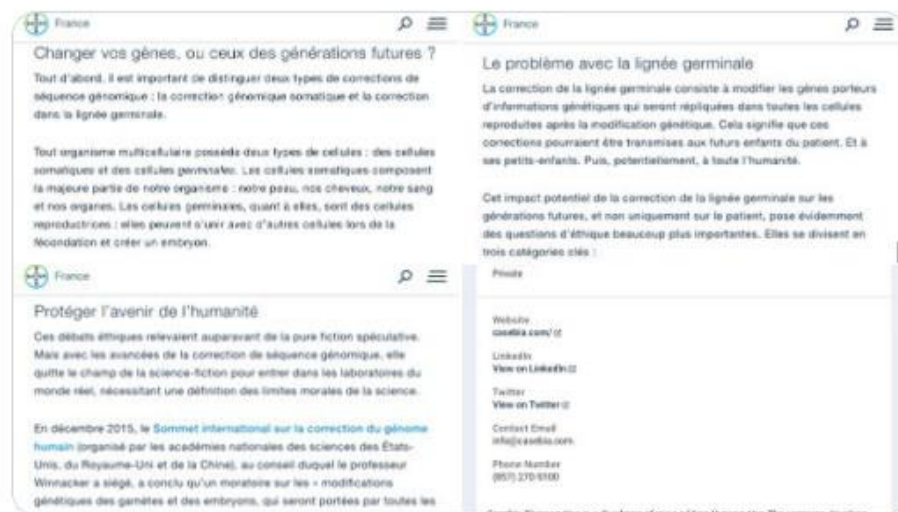 France
Changer vos gènes, ou ceux des générations futures ?
Tout d'abord, il est important de distinguer deux types de corrections de
séquence génomique : la correction génomique somatique et la correction
dans la lignée germinale.
Tout organisme multicellulaire possède deux types de cellules : des cellules
somatiques et des cellules germinales. Les cellules somatiques composent
la majeure partie de notre organisme : notre peau, nos cheveux, notre sang
et nos organes. Les cellules germinales, quant à elles, sont des cellules
reproductrices : elles peuvent s'unir avec d'autres cellules lors de la
fécondation et créer un embryon.
France
Le problème avec la lignée germinale
La correction de la lignée germinale consiste à modifier les gènes porteurs
d'informations génétiques qui seront répliquées dans toutes les cellules
reproduites après la modification génétique. Cela signifie que ces
corrections pourraient être transmises aux futurs enfants du patient. Et à
ses petits-enfants. Puis, potentiellement, à toute l'humanité.
Cet impact potentiel de la correction de la lignée germinale sur les
générations futures, et non uniquement sur le patient, pose évidemment
des questions d'éthique beaucoup plus importantes. Elles se divisent en
trois catégories clés :
France
Protéger l'avenir de l'humanité
Ces débats éthiques relevaient auparavant de la pure fiction spéculative.
Mais avec les avancées de la correction de séquence génomique, elle
quitte le champ de la science-fiction pour entrer dans les laboratoires du
monde réel, nécessitant une définition des limites morales de la science.
En décembre 2015, le Sommet international sur la correction du génome
humain (organisé par les académies nationales des sciences des États-
Unis, du Royaume-Uni et de la Chine), au conseil duquel le professeur
Winnacker a siégé, a conclu qu'un moratoire sur les « modifications
génétiques des gamètes et des embryons, qui seront portées par toutes les
Private
Website
casebia.com/
LinkedIn
View on LinkedIn
Twitter
View on Twitter
Contact Email
info@casebia.com
Phone Number
(857) 270-5100